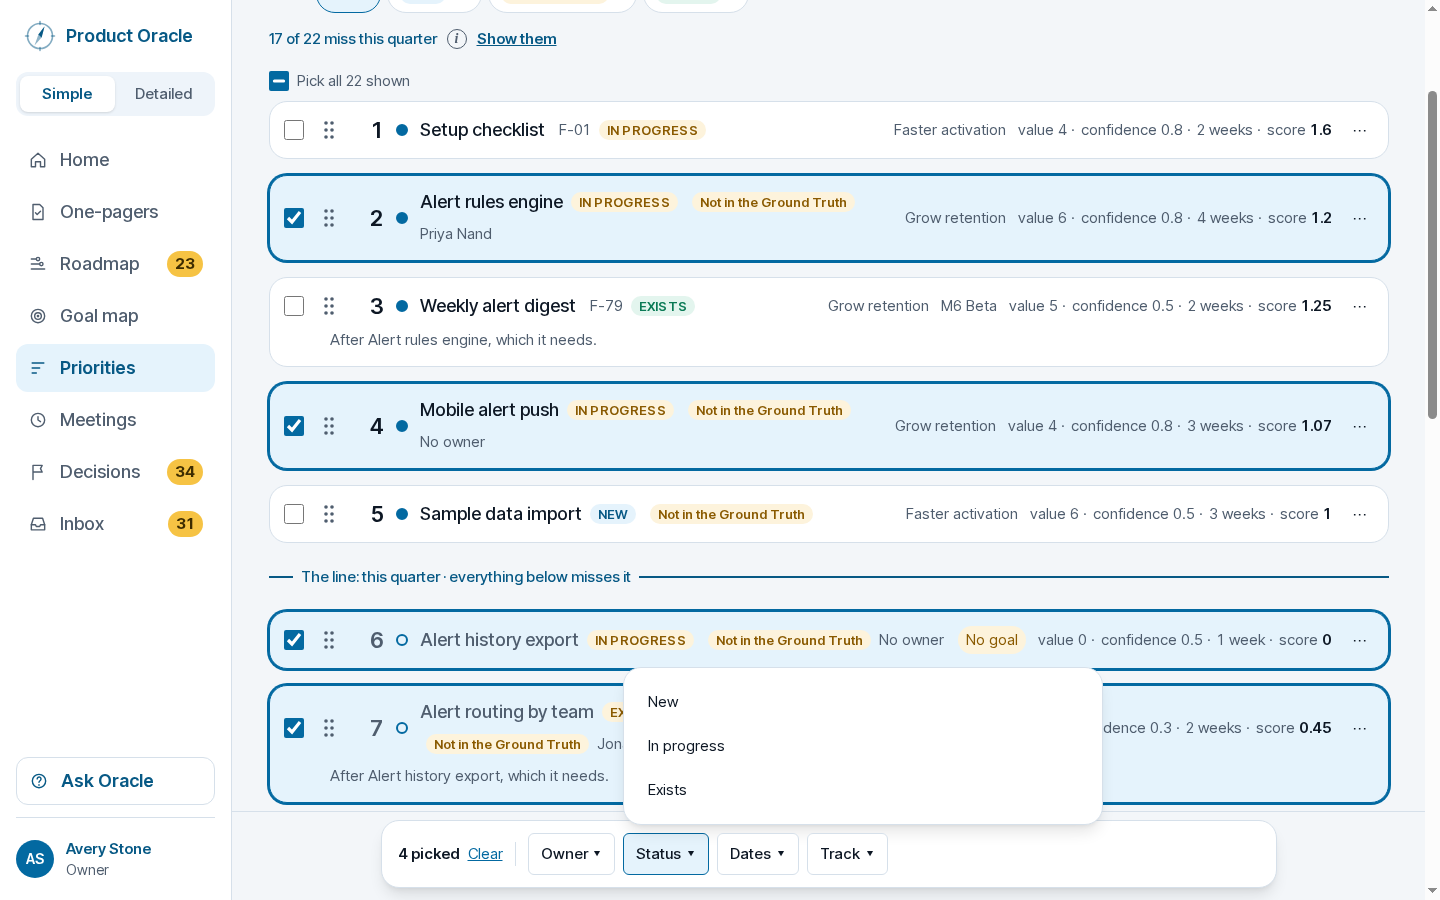 Product Oracle
Simple Detailed
Home
One-pagers
Roadmap 23
Goal map
Priorities
Meetings
Decisions 34
Inbox 31
Ask Oracle
AS Avery Stone
Owner
17 of 22 miss this quarter i Show them
Pick all 22 shown
1 Setup checklist F-01 IN PROGRESS Faster activation value 4 · confidence 0.8 · 2 weeks · score 1.6 ···
2 Alert rules engine IN PROGRESS Not in the Ground Truth Grow retention value 6 · confidence 0.8 · 4 weeks · score 1.2 ···
Priya Nand
3 Weekly alert digest F-79 EXISTS Grow retention M6 Beta value 5 · confidence 0.5 · 2 weeks · score 1.25 ···
After Alert rules engine, which it needs.
4 Mobile alert push IN PROGRESS Not in the Ground Truth Grow retention value 4 · confidence 0.8 · 3 weeks · score 1.07 ···
No owner
5 Sample data import NEW Not in the Ground Truth Faster activation value 6 · confidence 0.5 · 3 weeks · score 1 ···
The line: this quarter · everything below misses it
6 Alert history export IN PROGRESS Not in the Ground Truth No owner No goal value 0 · confidence 0.5 · 1 week · score 0 ···
7 Alert routing by team dence 0.3 · 2 weeks · score 0.45 ···
Not in the Ground Truth
After Alert history export, which it needs.
New
In progress
Exists
4 picked Clear Owner ▼ Status ▼ Dates ▼ Track ▼